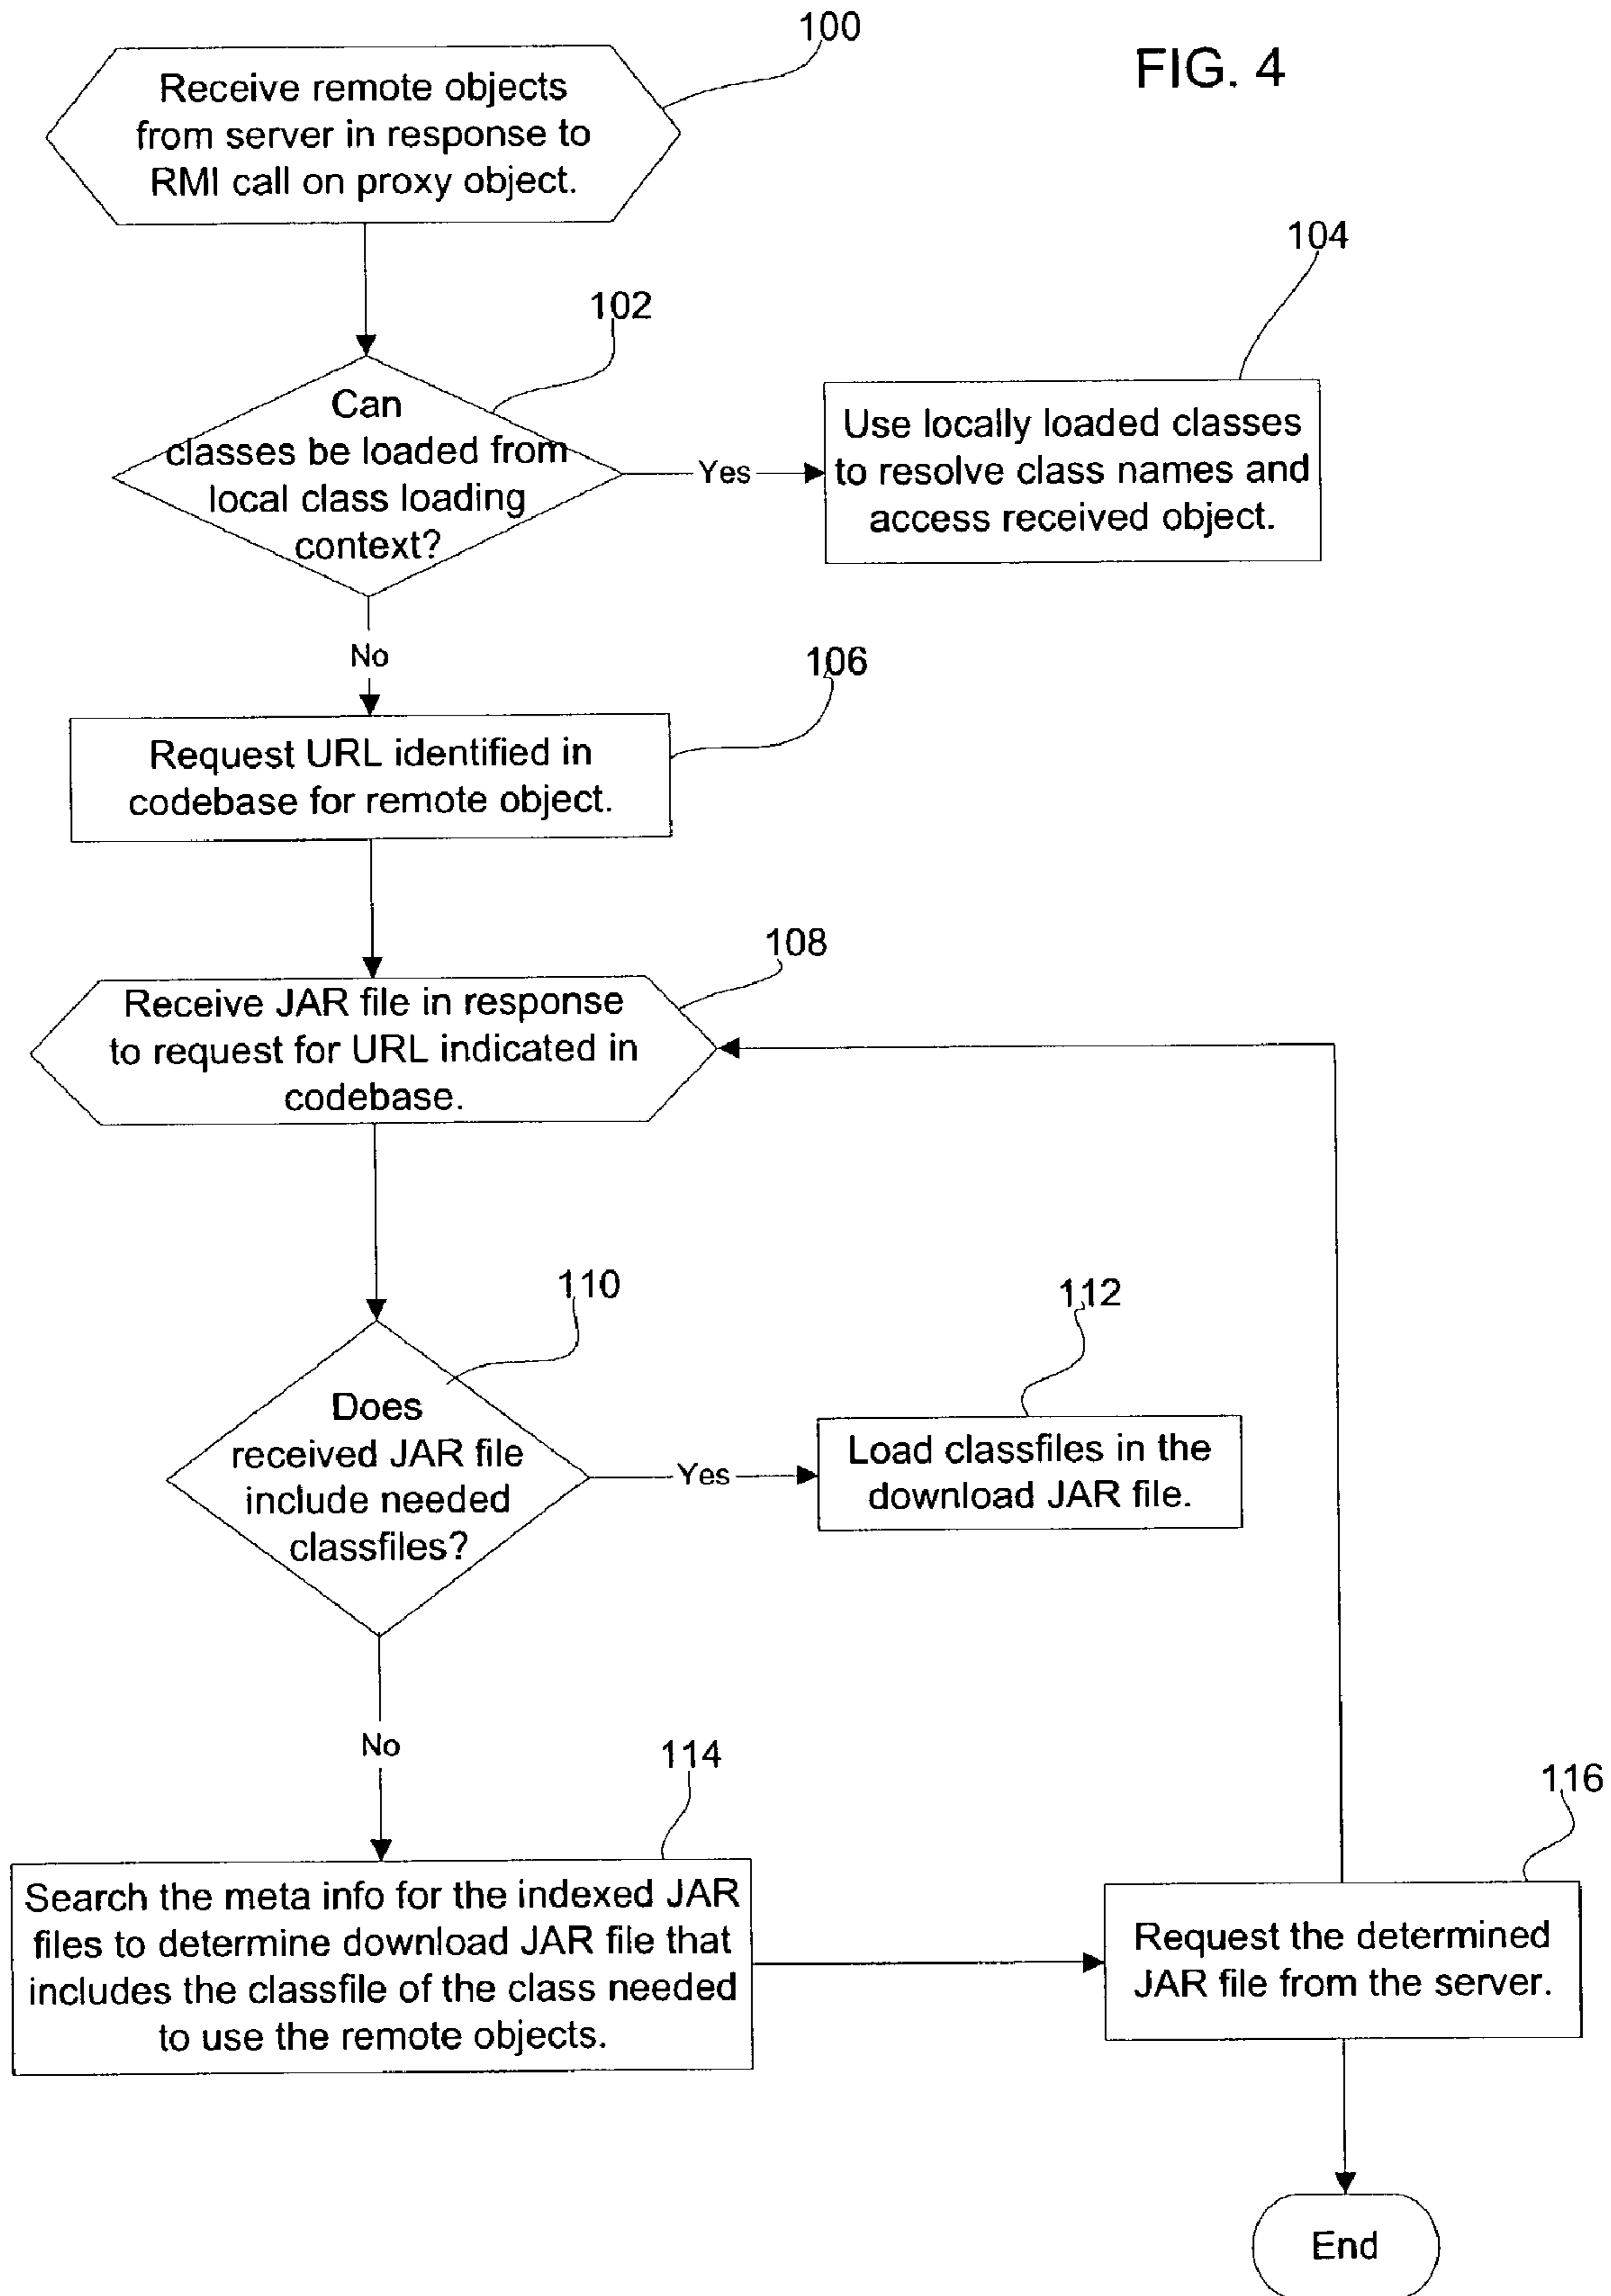 100
FIG. 4
Receive remote objects
from server in response to
RMI call on proxy object.
104
102
Can
classes be loaded from
local class loading
context?
Yes
Use locally loaded classes
to resolve class names and
access received object.
No
106
Request URL identified in
codebase for remote object.
108
Receive JAR file in response
to request for URL indicated in
codebase.
110
112
Does
received JAR file
include needed
classfiles?
Yes
Load classfiles in the
download JAR file.
No
114
116
Search the meta info for the indexed JAR
files to determine download JAR file that
includes the classfile of the class needed
to use the remote objects.
Request the determined
JAR file from the server.
End